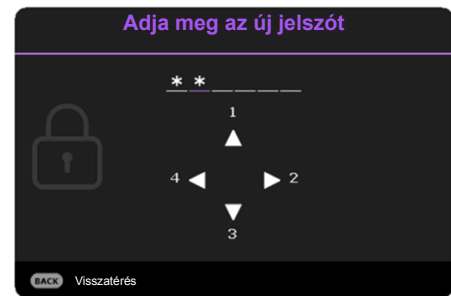 Adja meg az új jelszót
* * _ _ _ _
1
4 2
3
BACK Visszatérés